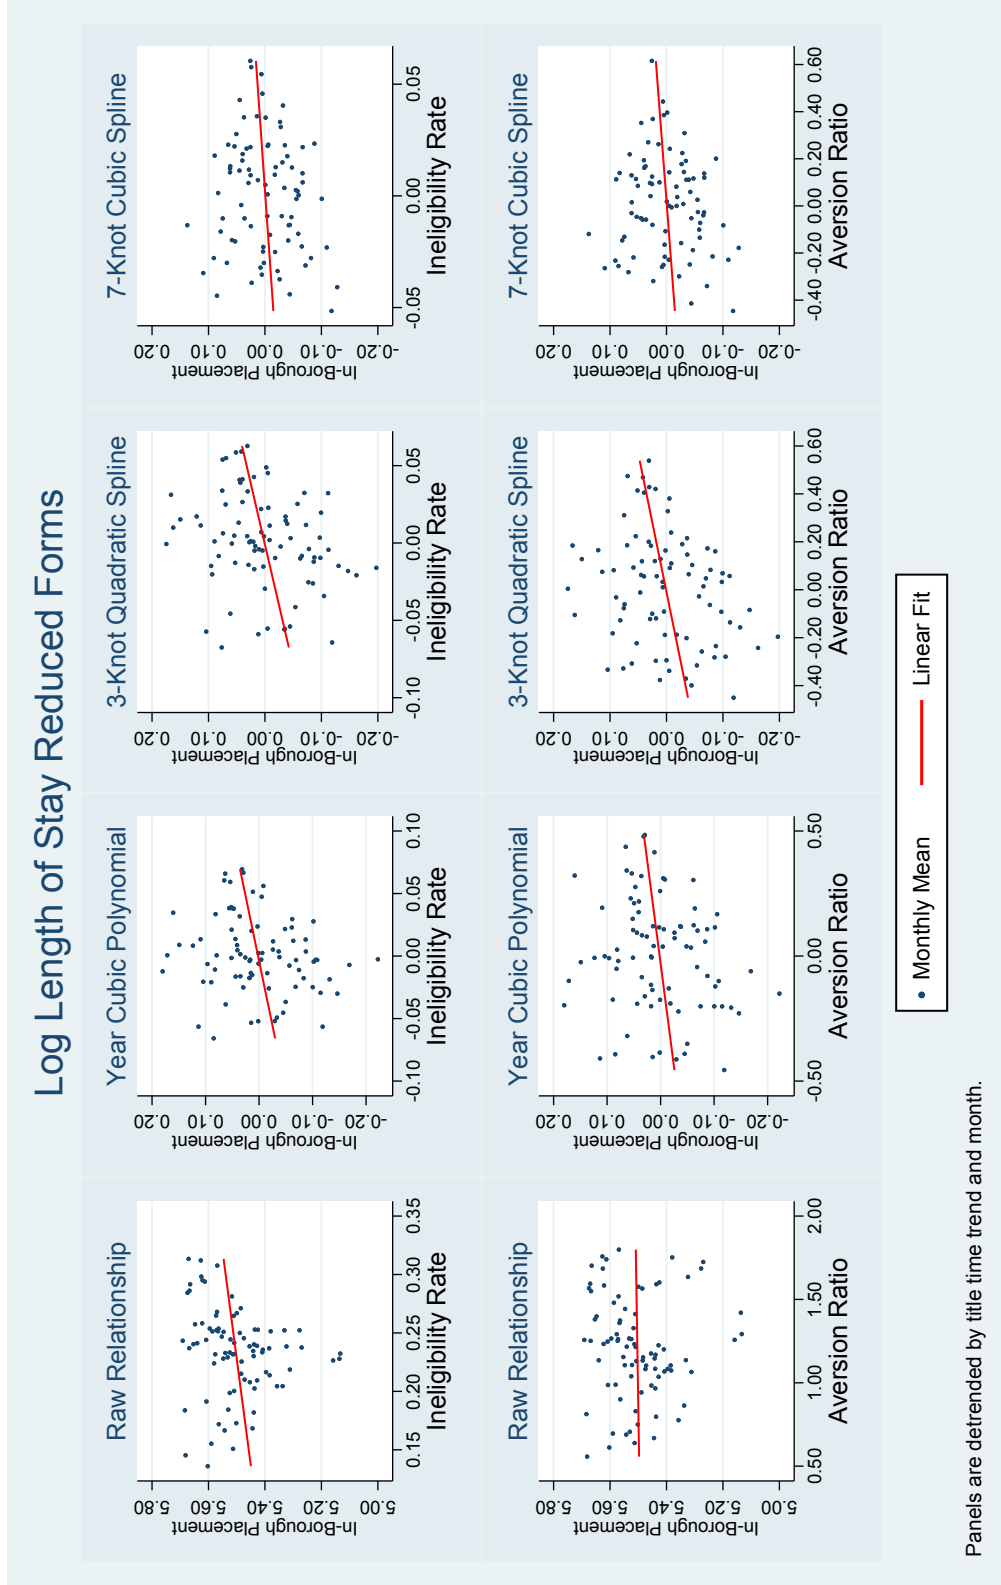 Log Length of Stay Reduced Forms
Raw Relationship
In-Borough Placement
5.80
5.60
5.40
5.20
5.00
0.15
0.20
0.25
0.30
0.35
Ineligibility Rate
Year Cubic Polynomial
In-Borough Placement
0.20
0.10
0.00
-0.10
-0.20
-0.10
-0.05
0.00
0.05
0.10
Ineligibility Rate
3-Knot Quadratic Spline
In-Borough Placement
0.20
0.10
0.00
-0.10
-0.20
-0.10
-0.05
0.00
0.05
Ineligibility Rate
7-Knot Cubic Spline
In-Borough Placement
0.20
0.10
0.00
-0.10
-0.20
-0.05
0.00
0.05
Ineligibility Rate
Raw Relationship
In-Borough Placement
5.80
5.60
5.40
5.20
5.00
0.50
1.00
1.50
2.00
Aversion Ratio
Year Cubic Polynomial
In-Borough Placement
0.20
0.10
0.00
-0.10
-0.20
-0.50
0.00
0.50
Aversion Ratio
3-Knot Quadratic Spline
In-Borough Placement
0.20
0.10
0.00
-0.10
-0.20
-0.40
-0.20
0.00
0.20
0.40
0.60
Aversion Ratio
7-Knot Cubic Spline
In-Borough Placement
0.20
0.10
0.00
-0.10
-0.20
-0.40
-0.20
0.00
0.20
0.40
0.60
Aversion Ratio
Monthly Mean
Linear Fit
Panels are detrended by title time trend and month.